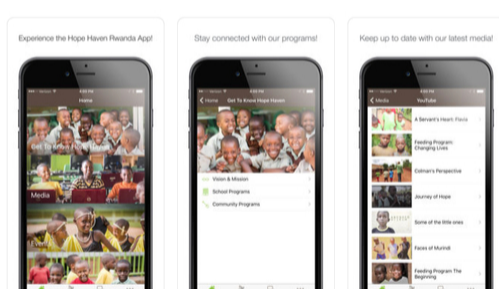 Experience the Hope Haven Rwanda App!
Home
Get To Know Hope Haven
Media
Events
Stay connected with our programs!
Home
Get To Know Hope Haven
Vision & Mission
School Programs
Community Programs
Keep up to date with our latest media!
Media
YouTube
A Servant's Heart: Flavia
Feeding Program:
Changing Lives
Colman's Perspective
Journey of Hope
Some of the little ones
Faces of Murindi
Feeding Program The
Beginning